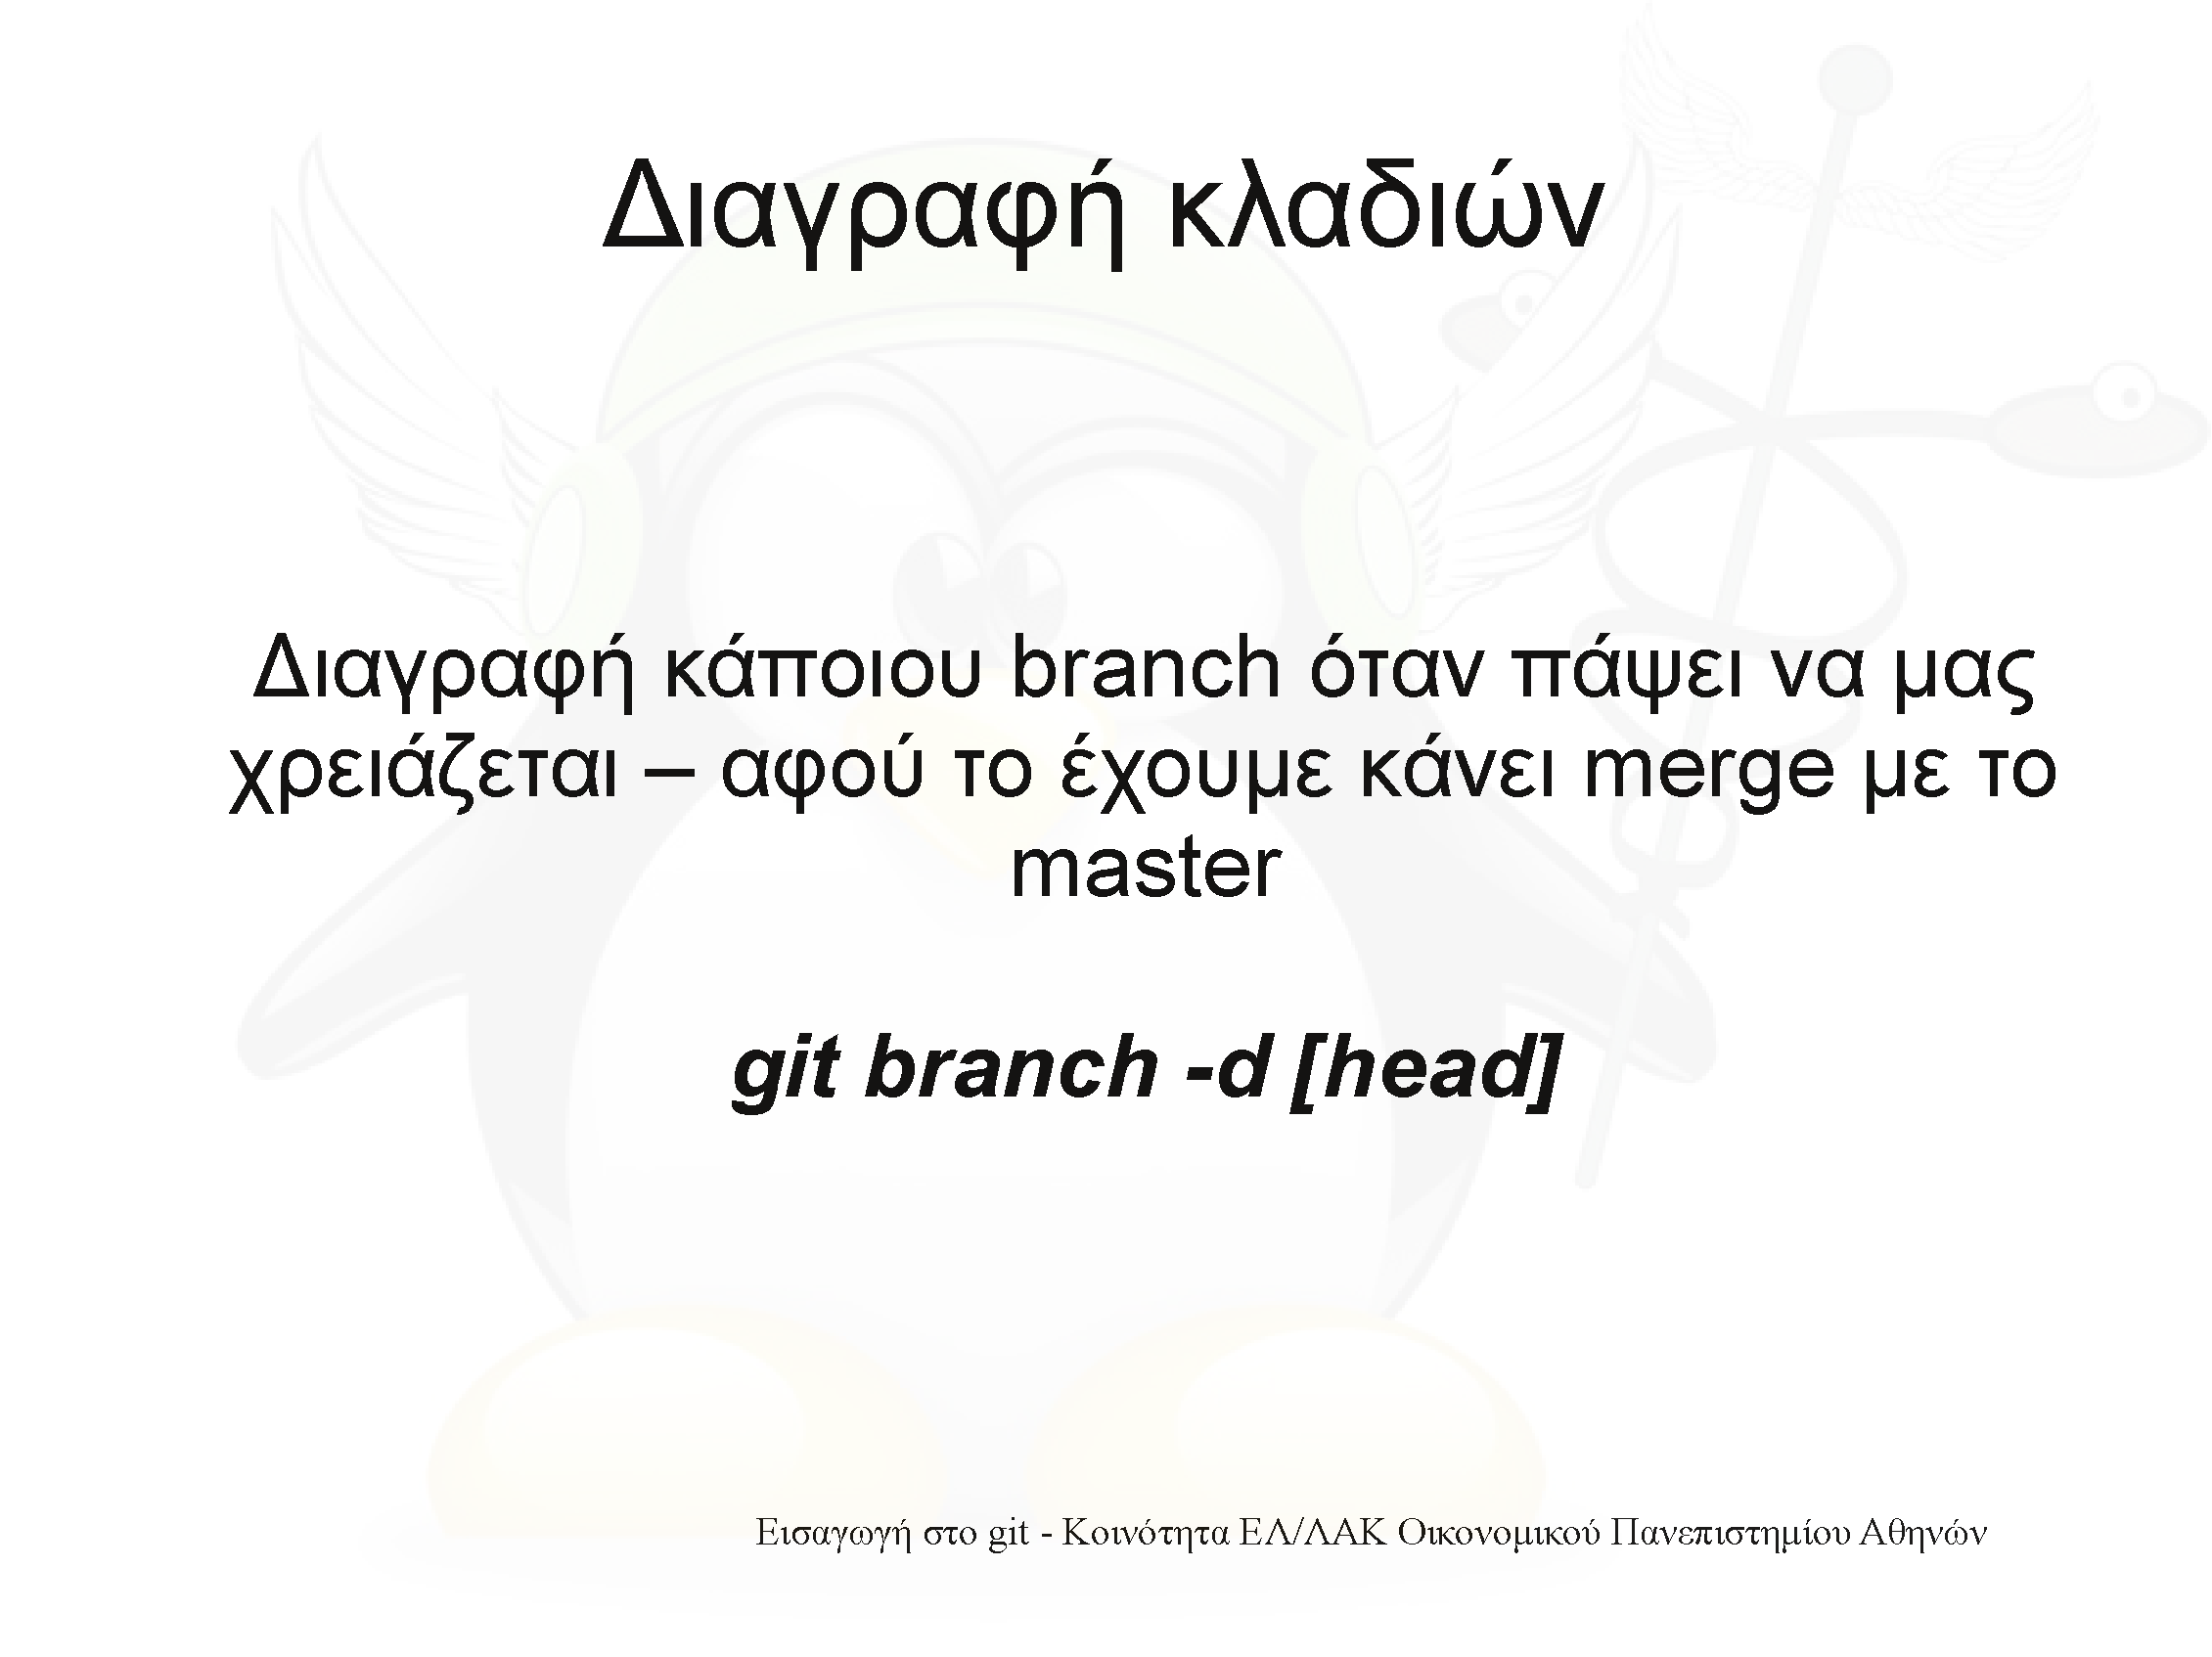 Διαγραφή κλαδιών
Διαγραφή κάποιου branch όταν πάψει να μας
χρειάζεται – αφού το έχουμε κάνει merge με το
master
git branch -d [head]
Εισαγωγή στο git - Κοινότητα ΕΛ/ΛΑΚ Οικονομικού Πανεπιστημίου Αθηνών